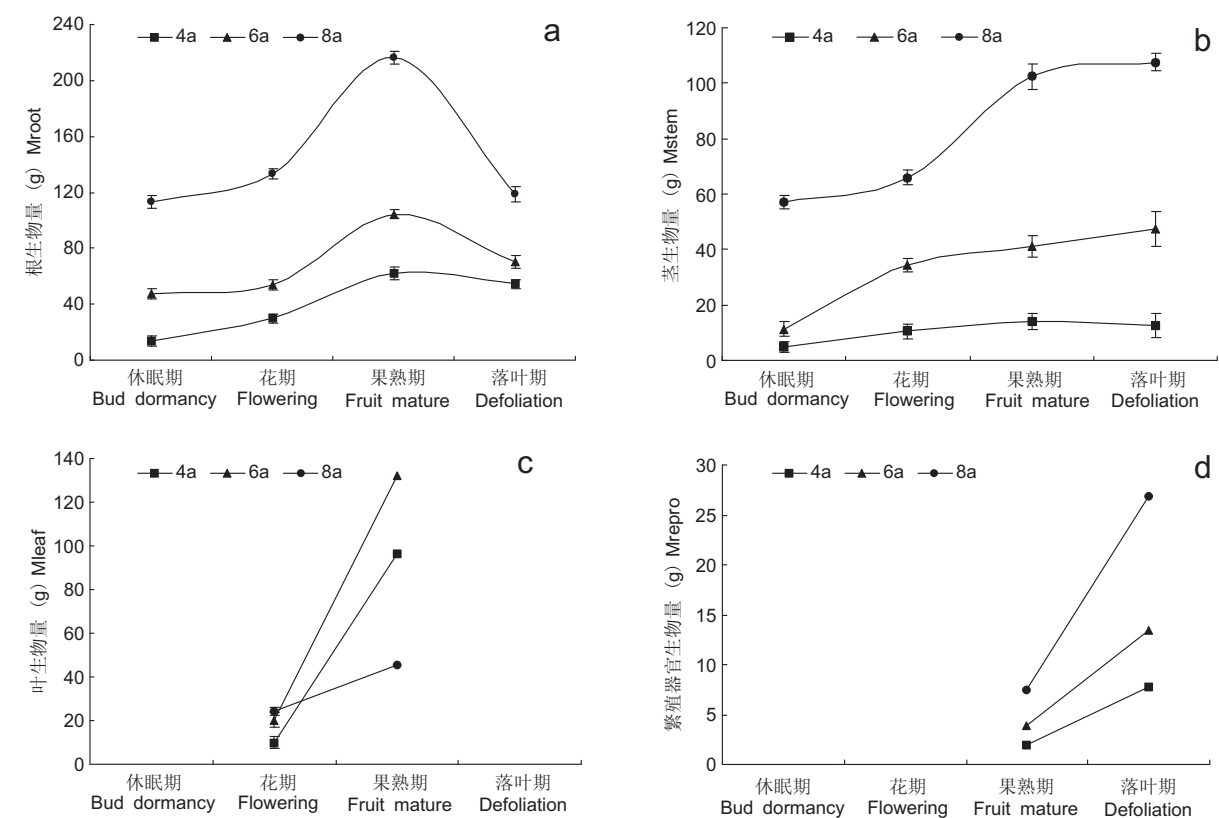 根生物量（g）Mroot
240
200
160
120
80
40
0
4a 6a 8a
a
休眠期 花期 果熟期 落叶期
Bud dormancy Flowering Fruit mature Defoliation
茎生物量（g）Mstem
120
100
80
60
40
20
0
4a 6a 8a
b
休眠期 花期 果熟期 落叶期
Bud dormancy Flowering Fruit mature Defoliation
叶生物量（g）Mleaf
140
120
100
80
60
40
20
0
4a 6a 8a
c
休眠期 花期 果熟期 落叶期
Bud dormancy Flowering Fruit mature Defoliation
繁殖器官生物量（g）Mrepro
30
25
20
15
10
5
0
4a 6a 8a
d
休眠期 花期 果熟期 落叶期
Bud dormancy Flowering Fruit mature Defoliation